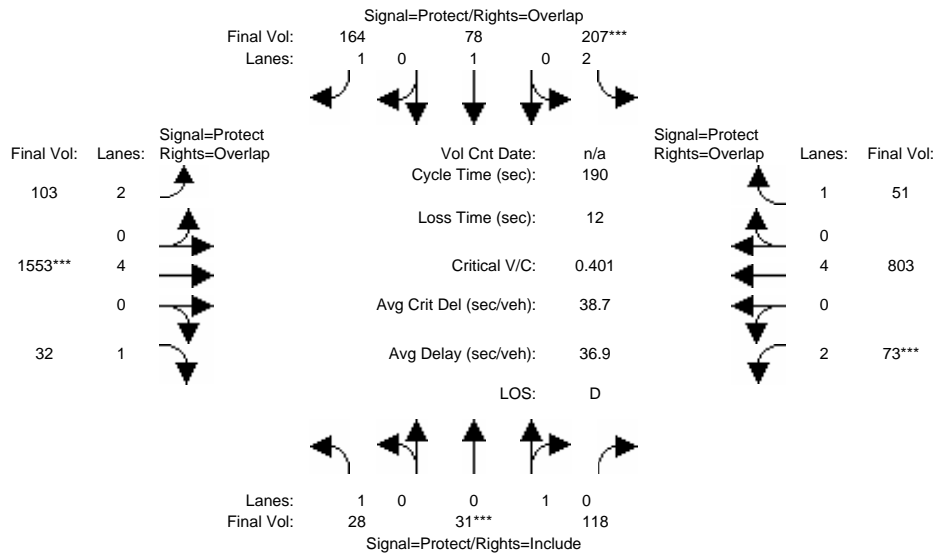 Signal=Protect/Rights=Overlap
Final Vol: 164 78 207***
Lanes: 1 0 1 0 2
Signal=Protect Signal=Protect
Final Vol: Lanes: Rights=Overlap Vol Cnt Date: n/a Rights=Overlap Lanes: Final Vol:
Cycle Time (sec): 190
103 2 1 51
Loss Time (sec): 12
0 0
1553*** 4 Critical V/C: 0.401 4 803
0 Avg Crit Del (sec/veh): 38.7 0
32 1 Avg Delay (sec/veh): 36.9 2 73***
LOS: D
Lanes: 1 0 0 1 0
Final Vol: 28 31*** 118
Signal=Protect/Rights=Include